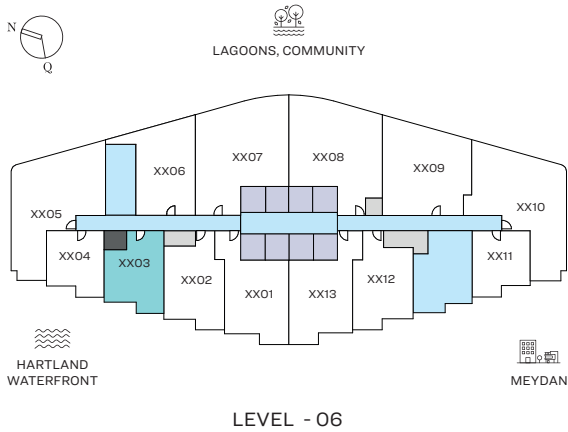 N
Q
LAGOONS, COMMUNITY
XX07
XX08
XX06
XX09
XX05
XX10
XX04
XX03
XX11
XX02
XX12
XX01
XX13
HARTLAND
WATERFRONT
MEYDAN
LEVEL - 06